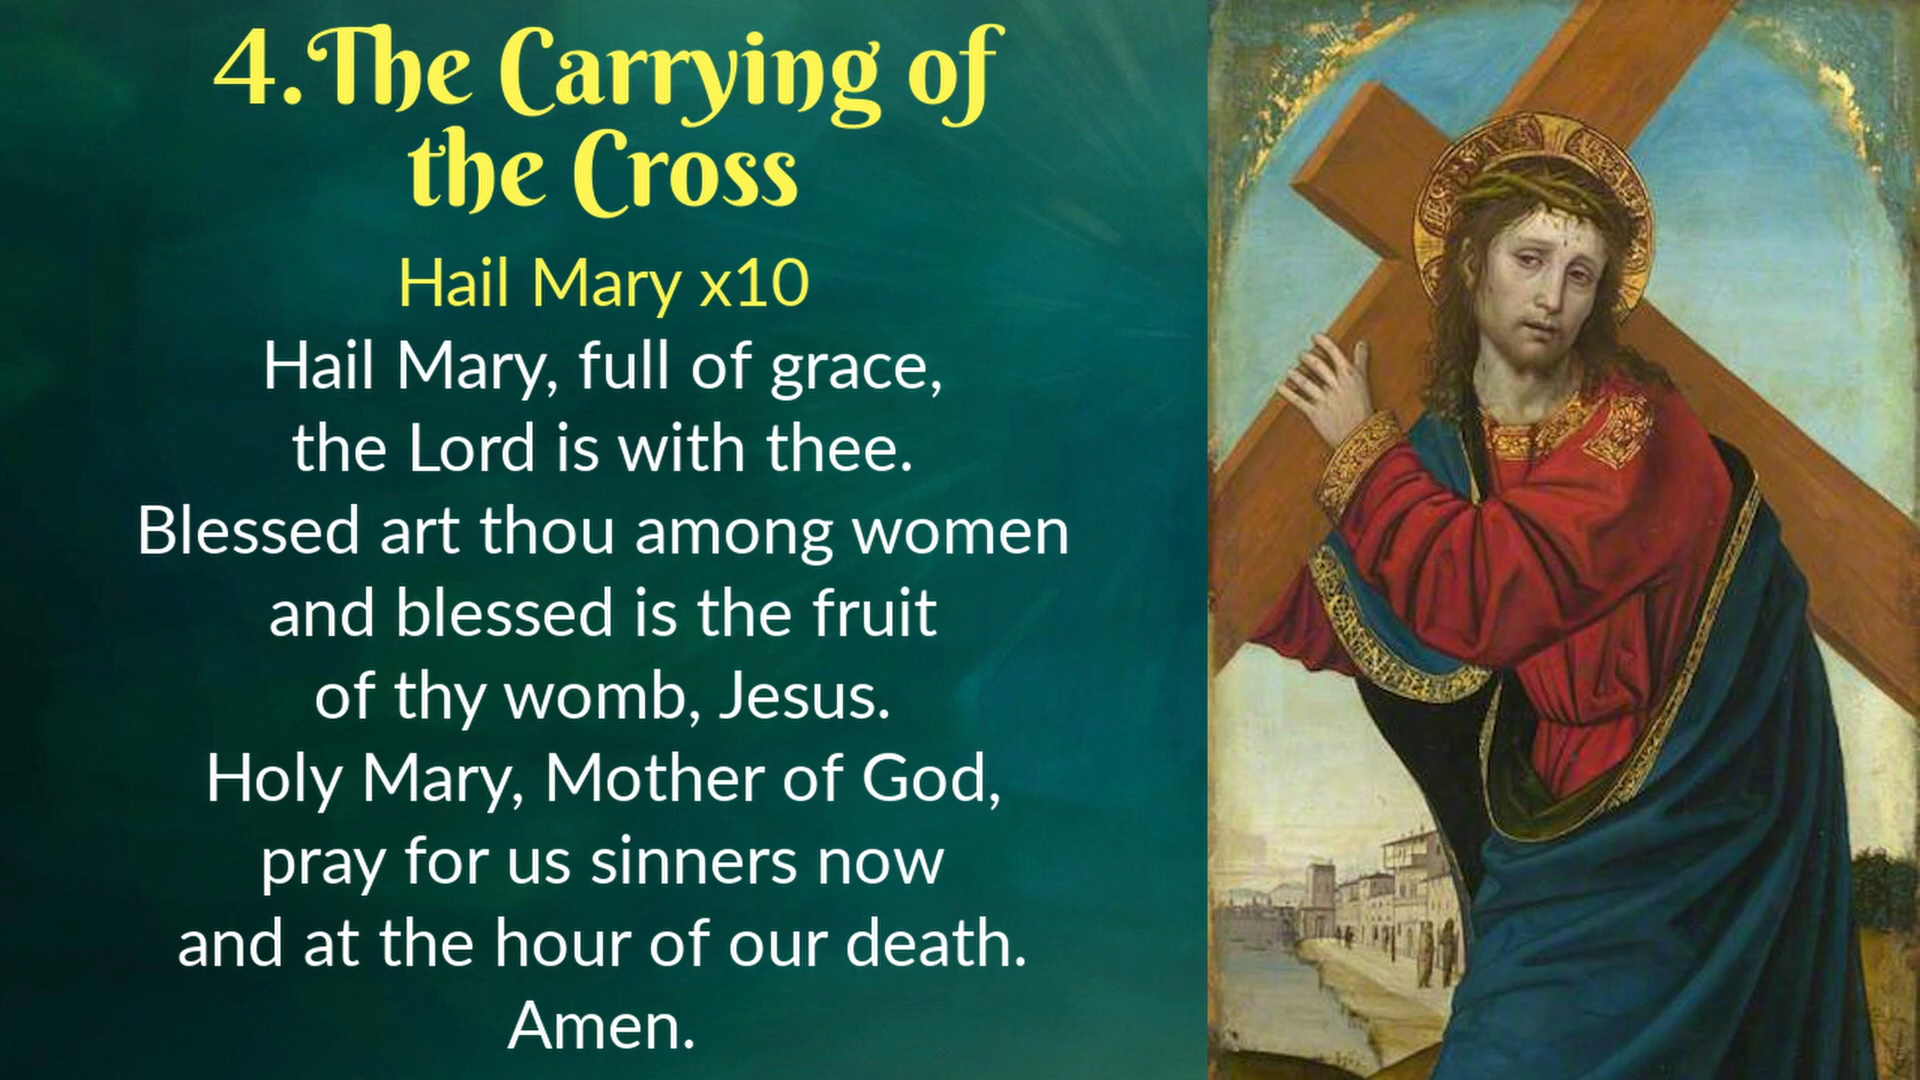 4.The Carrying of
the Cross
Hail Mary x10
Hail Mary, full of grace,
the Lord is with thee.
Blessed art thou among women
and blessed is the fruit
of thy womb, Jesus.
Holy Mary, Mother of God,
pray for us sinners now
and at the hour of our death.
Amen.